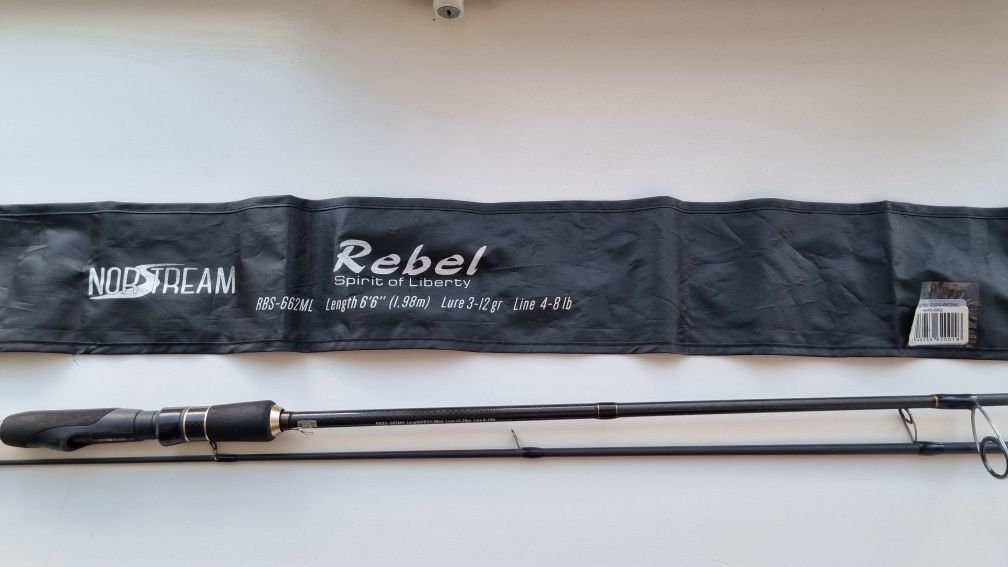 NORSTREAM
Rebel
Spirit of Liberty
RBS-662ML Length 6'6" (1,98m) Lure 3-12 gr Line 4-8 lb